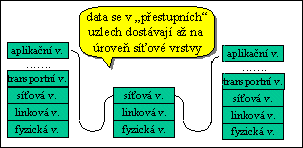 data se v „přestupních“
uzlech dostávají až na
úroveň síťové vrstvy
aplikační v.
........
transportní v.
síťová v.
linková v.
fyzická v.
síťová v.
linková v.
fyzická v.
aplikační v.
........
transportní v.
síťová v.
linková v.
fyzická v.